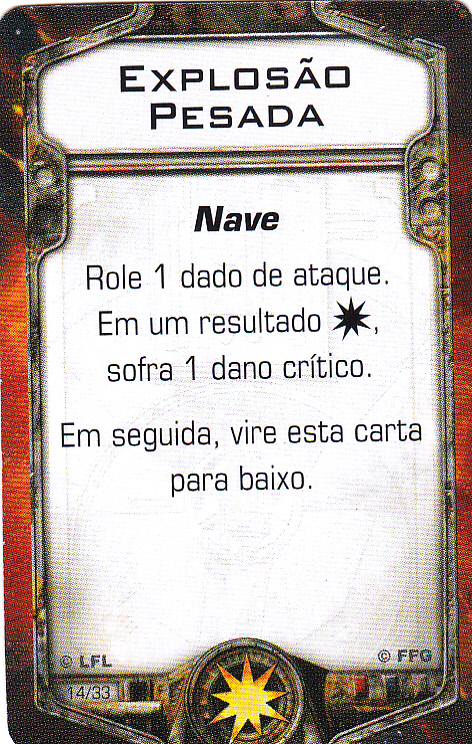 EXPLOSÃO
PESADA
Nave
Role 1 dado de ataque.
Em um resultado ,
sofra 1 dano crítico.
Em seguida, vire esta carta
para baixo.
© LFL
© FFG
14/33